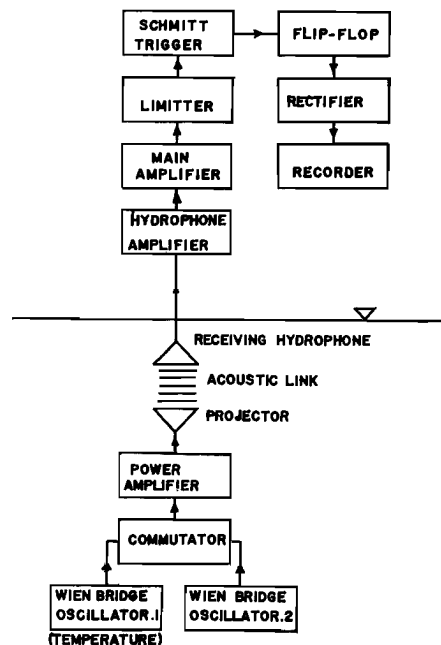 SCHMITT
TRIGGER
FLIP-FLOP
LIMITTER
RECTIFIER
MAIN
AMPLIFIER
RECORDER
HYDROPHONE
AMPLIFIER
RECEIVING HYDROPHONE
ACOUSTIC LINK
PROJECTOR
POWER
AMPLIFIER
COMMUTATOR
WIEN BRIDGE
OSCILLATOR.1
(TEMPERATURE)
WIEN BRIDGE
OSCILLATOR.2